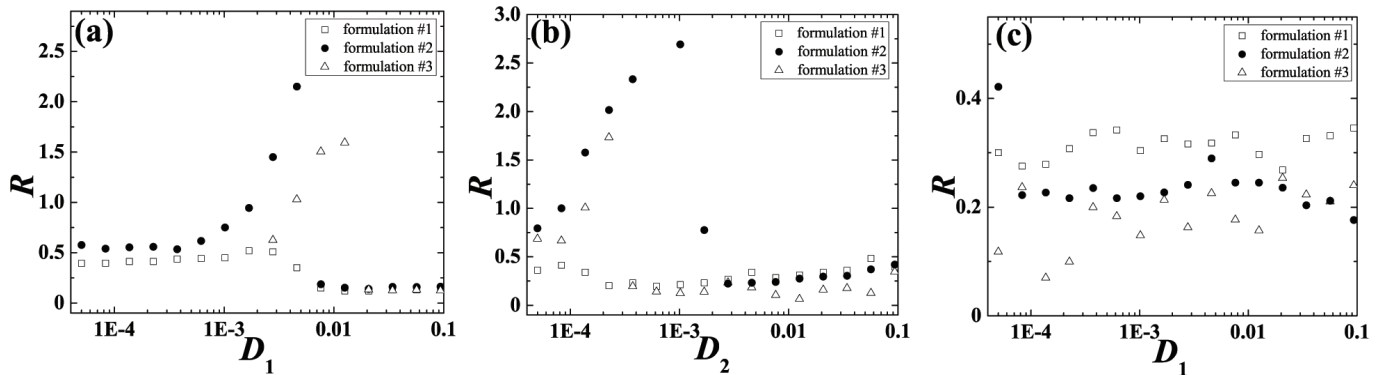 (a)
formulation #1
formulation #2
formulation #3
2.5
2.0
1.5
1.0
0.5
0
R
1E-4
1E-3
0.01
0.1
D1
(b)
formulation #1
formulation #2
formulation #3
3.0
2.5
2.0
1.5
1.0
0.5
0
R
1E-4
1E-3
0.01
0.1
D2
(c)
formulation #1
formulation #2
formulation #3
0.4
0.2
0
R
1E-4
1E-3
0.01
0.1
D1